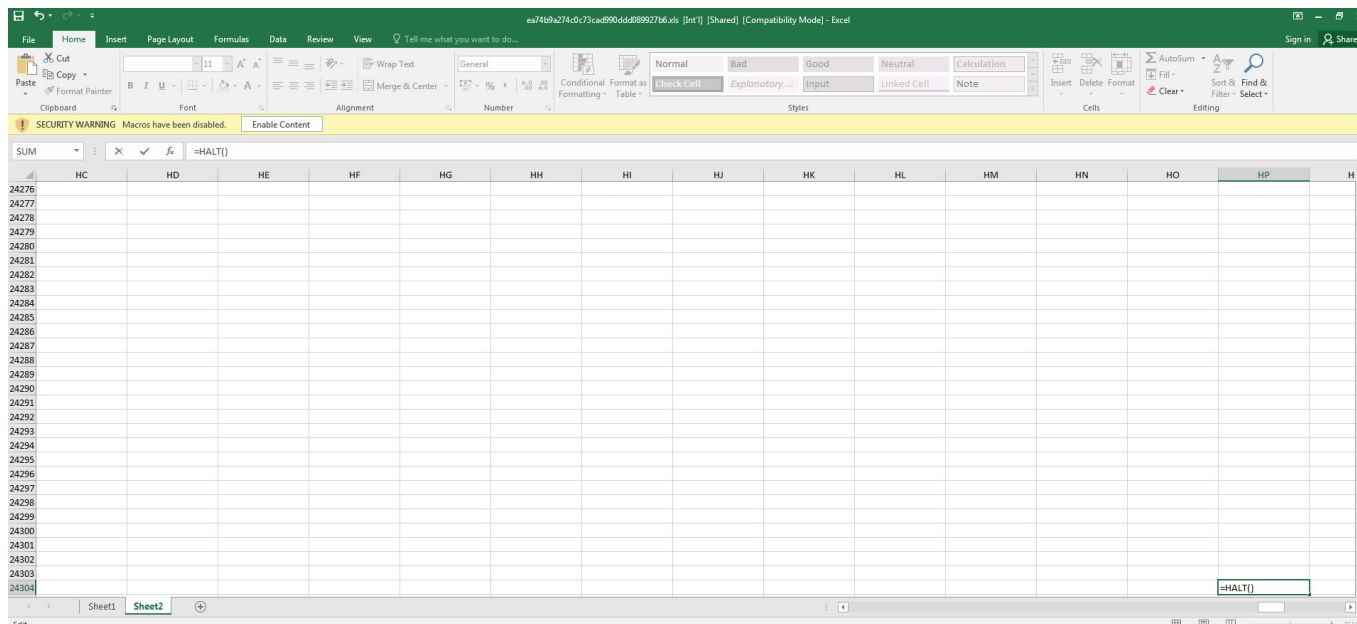 ea74b9a274c0c73cad990ddd089927b6.xls [Int'l] [Shared] [Compatibility Mode] - Excel
File Home Insert Page Layout Formulas Data Review View Tell me what you want to do... Sign in Share
Paste Cut Copy Format Painter
11 B I U A A A
Wrap Text Merge & Center
General % ,
Conditional Formatting Format as Table
Normal Bad Good Neutral Calculation
Check Cell Explanatory ... Input Linked Cell Note
Insert Delete Format
AutoSum Fill Clear
Sort & Filter Find & Select
Clipboard Font Alignment Number Styles Cells Editing
SECURITY WARNING Macros have been disabled. Enable Content
SUM fx =HALT()
HC HD HE HF HG HH HI HJ HK HL HM HN HO HP H
24276
24277
24278
24279
24280
24281
24282
24283
24284
24285
24286
24287
24288
24289
24290
24291
24292
24293
24294
24295
24296
24297
24298
24299
24300
24301
24302
24303
24304 =HALT()
Sheet1 Sheet2